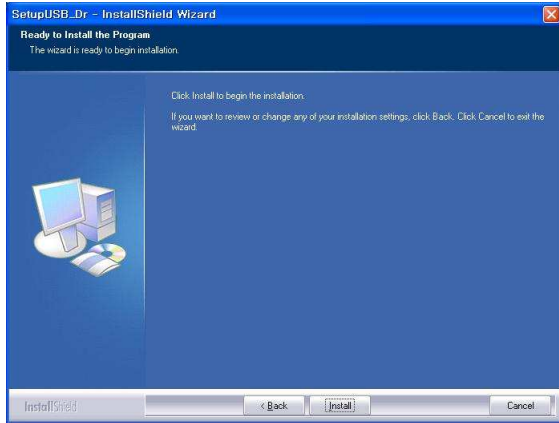 SetupUSB_Dr - InstallShield Wizard
Ready to Install the Program
The wizard is ready to begin installation.
Click Install to begin the installation.
If you want to review or change any of your installation settings, click Back. Click Cancel to exit the
wizard.
InstallShield
< Back
Install
Cancel